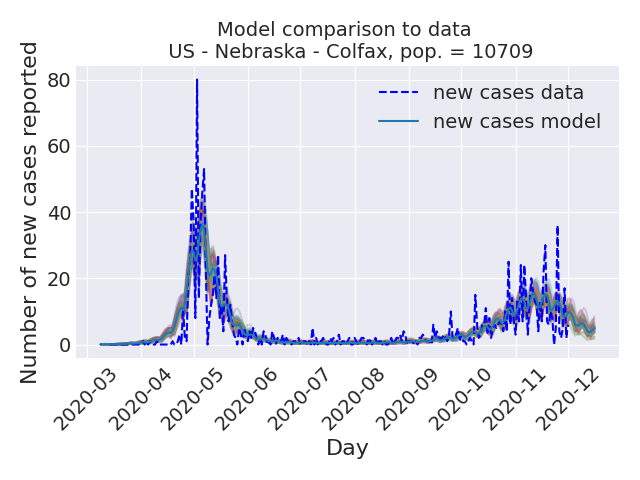 Model comparison to data
US - Nebraska - Colfax, pop. = 10709
Number of new cases reported
80
60
40
20
0
new cases data
new cases model
2020-03
2020-04
2020-05
2020-06
2020-07
2020-08
2020-09
2020-10
2020-11
2020-12
Day